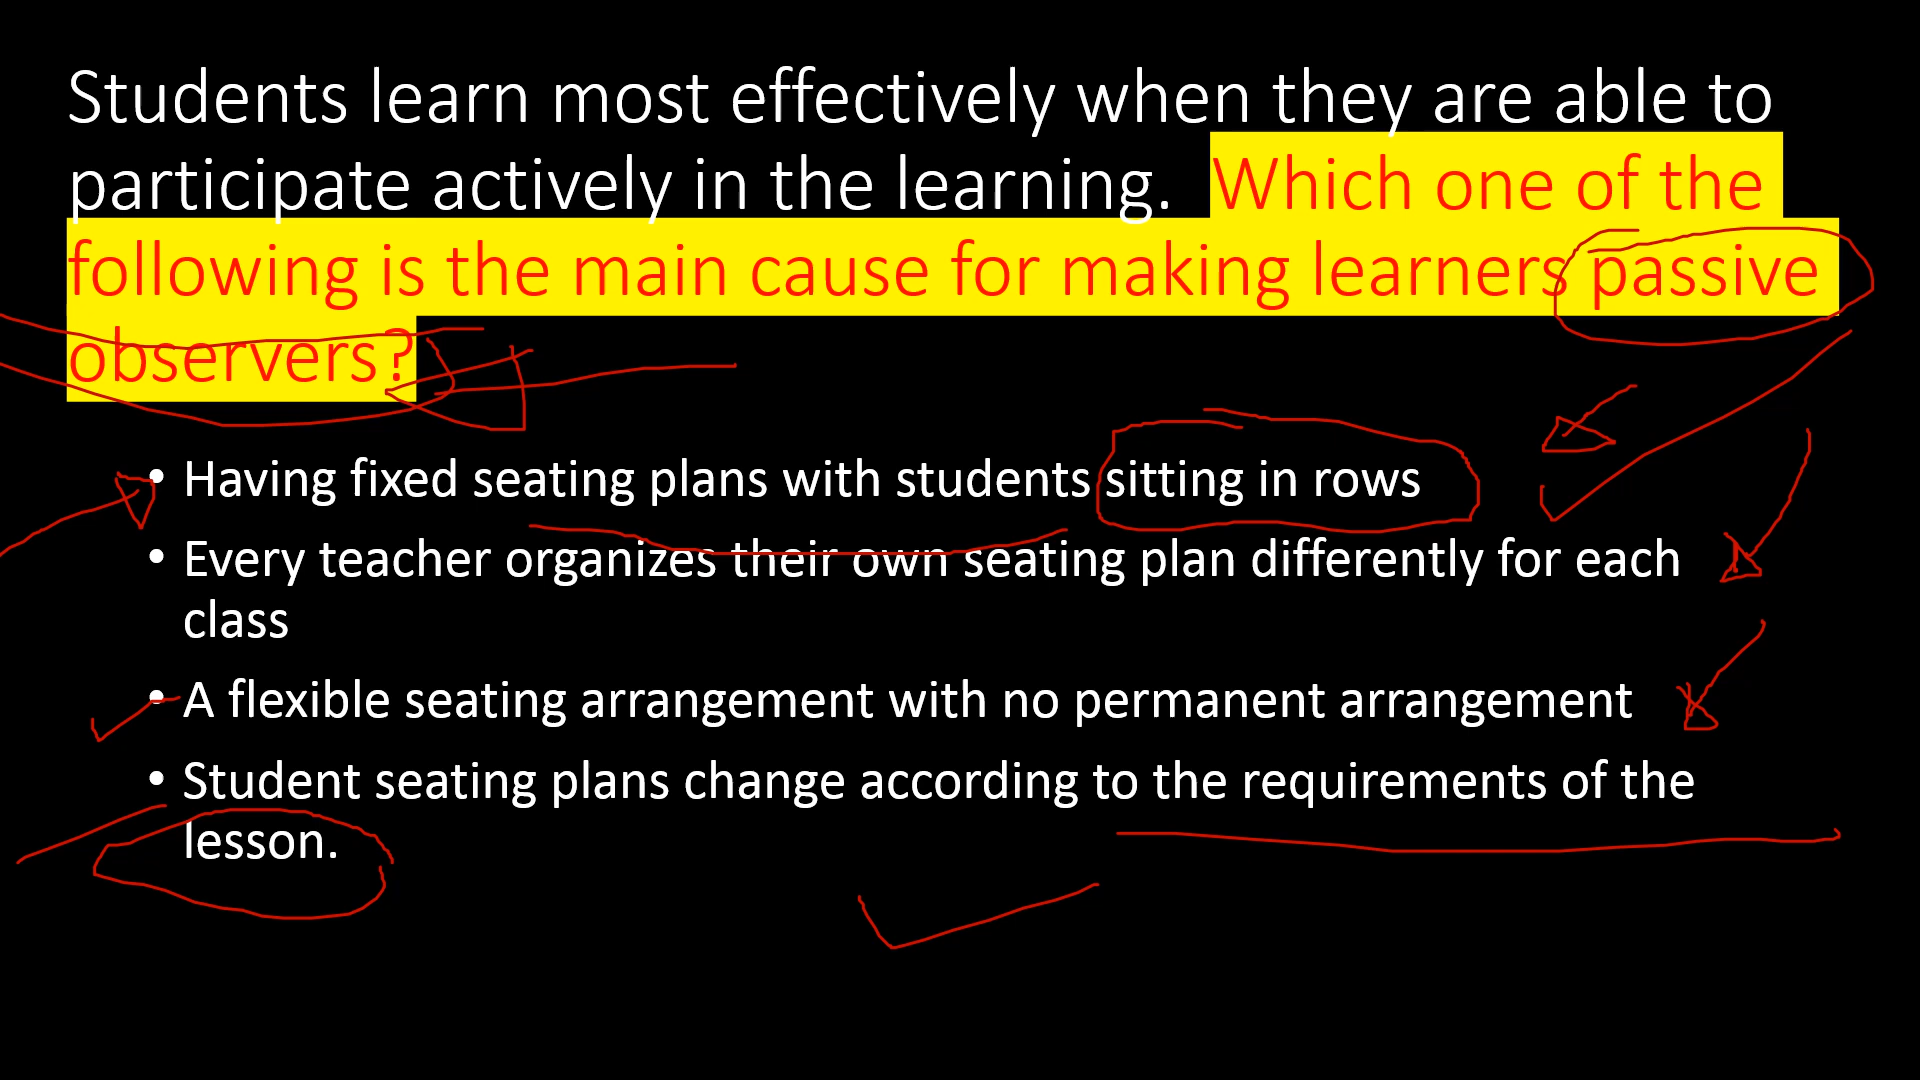 Students learn most effectively when they are able to
participate actively in the learning. Which one of the
following is the main cause for making learners passive
observers?
• Having fixed seating plans with students sitting in rows
• Every teacher organizes their own seating plan differently for each
class
• A flexible seating arrangement with no permanent arrangement
• Student seating plans change according to the requirements of the
lesson.